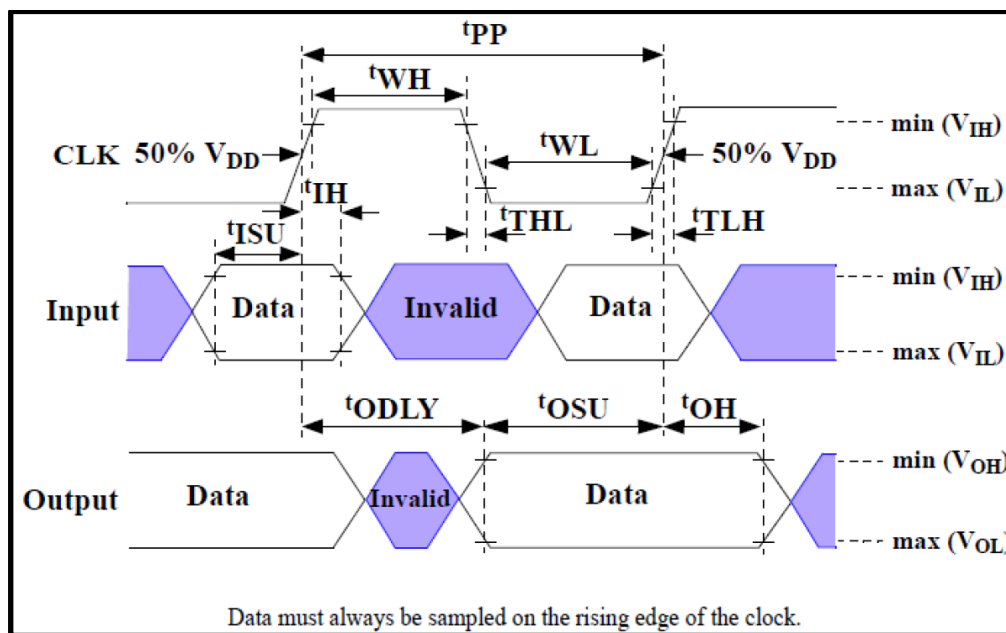 tPP
tWH
min (VIH)
CLK 50% VDD
tWL
50% VDD
max (VIL)
tIH
tISU
tTHL
tTLH
min (VIH)
Input
Data
Invalid
Data
max (VIL)
tODLY
tOSU
tOH
min (VOH)
Output
Data
Invalid
Data
max (VOL)
Data must always be sampled on the rising edge of the clock.